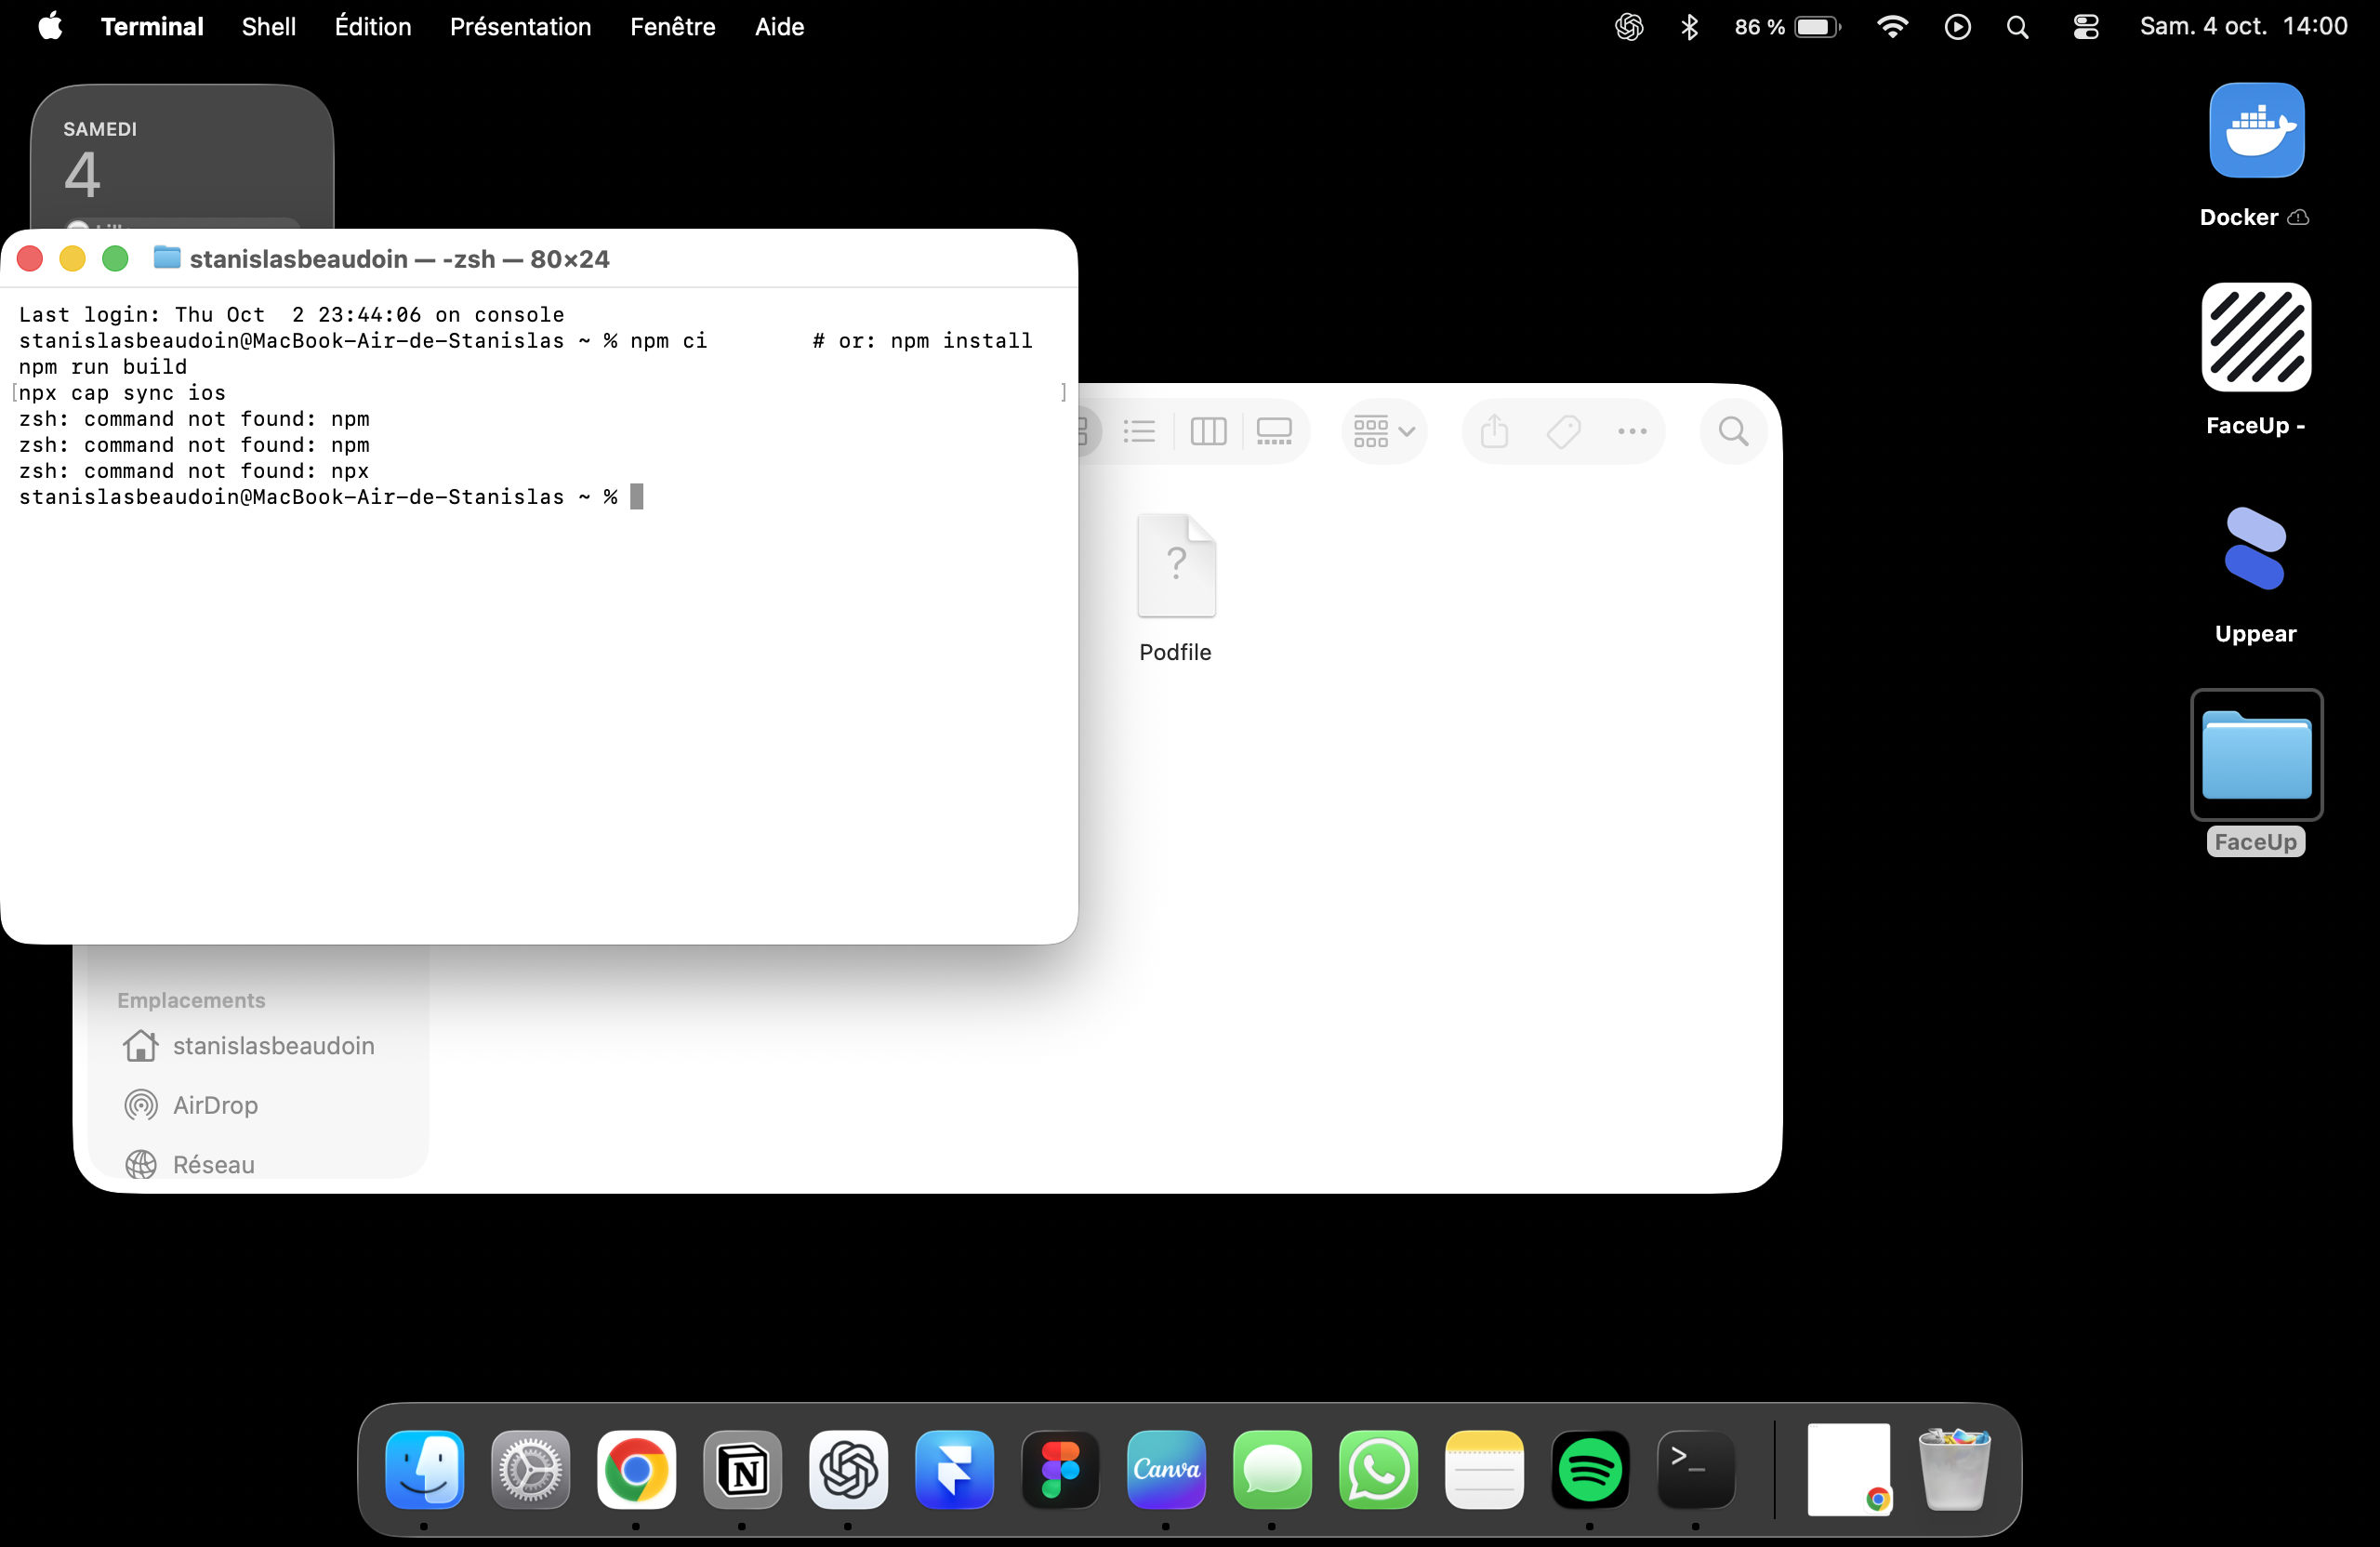 Terminal Shell Édition Présentation Fenêtre Aide 86 % Sam. 4 oct. 14:00
SAMEDI
4
stanislasbeaudoin — -zsh — 80×24
Last login: Thu Oct  2 23:44:06 on console
stanislasbeaudoin@MacBook-Air-de-Stanislas ~ % npm ci        # or: npm install
npm run build
[npx cap sync ios ]
zsh: command not found: npm
zsh: command not found: npm
zsh: command not found: npx
stanislasbeaudoin@MacBook-Air-de-Stanislas ~ %
?
Podfile
Emplacements
stanislasbeaudoin
AirDrop
Réseau
Docker
FaceUp -
Uppear
FaceUp
N
Canva
>_